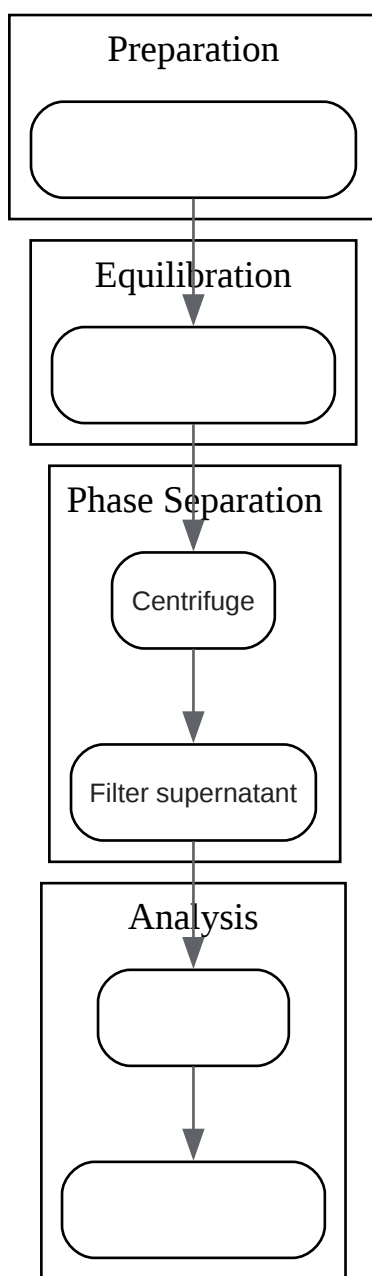 Preparation
Equilibration
Phase Separation
Centrifuge
Filter supernatant
Analysis